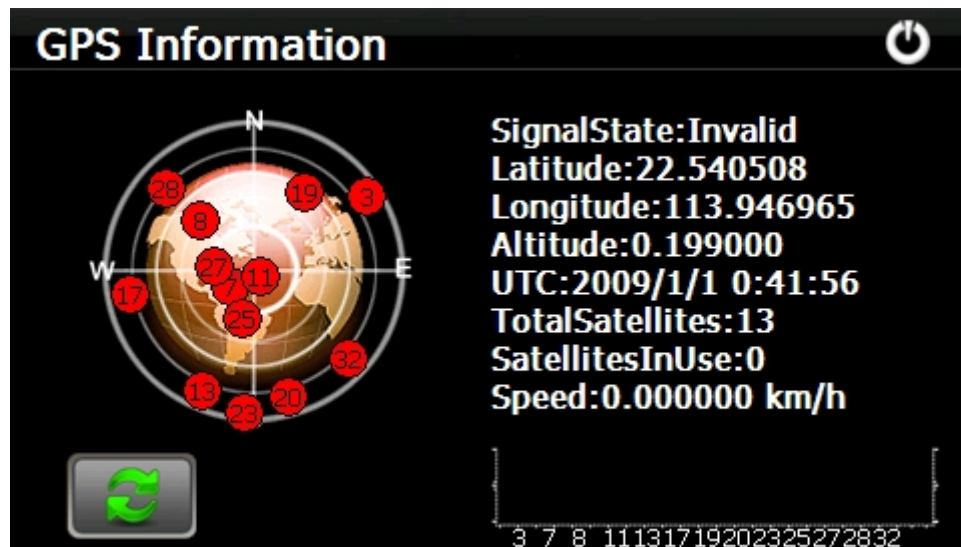 GPS Information
N
28
19
3
8
W
E
27
11
7
17
25
32
13
20
23
SignalState:Invalid
Latitude:22.540508
Longitude:113.946965
Altitude:0.199000
UTC:2009/1/1 0:41:56
TotalSatellites:13
SatellitesInUse:0
Speed:0.000000 km/h
3 7 8 11131719202325272832